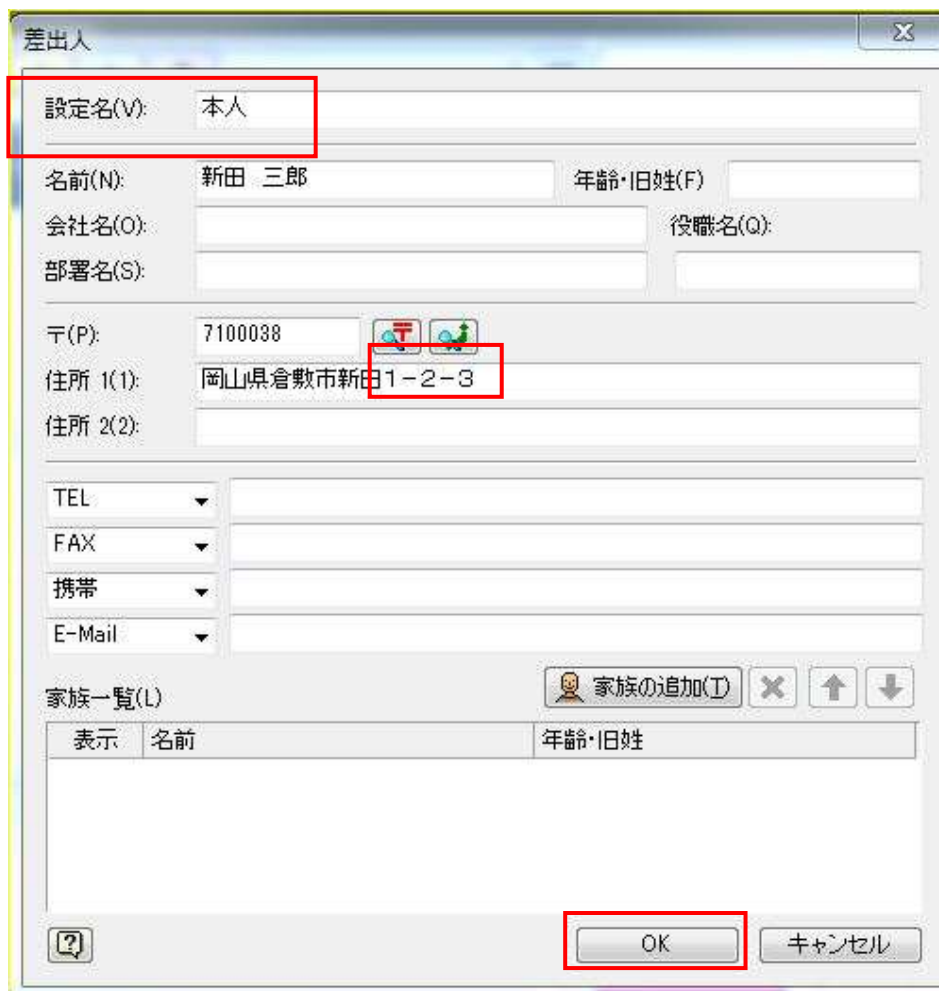 差出人
設定名(V): 本人
名前(N): 新田 三郎 年齢・旧姓(F)
会社名(O): 役職名(Q):
部署名(S):
〒(P): 7100038 〒
住所 1(1): 岡山県倉敷市新田1-2-3
住所 2(2):
TEL
FAX
携帯
E-Mail
家族一覧(L) 家族の追加(T)
表示 名前 年齢・旧姓
OK キャンセル